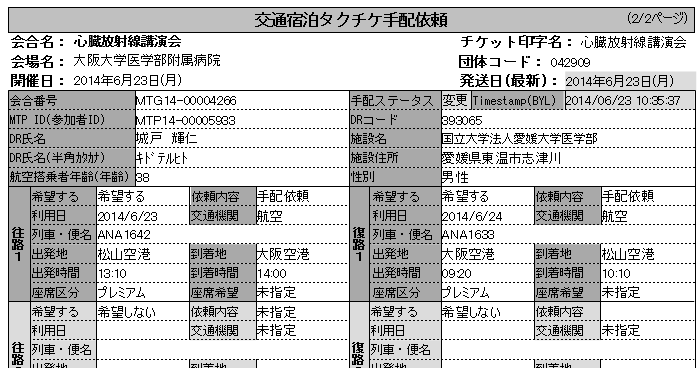 交通宿泊タクチケ手配依頼 (2/2ページ)
会合名： 心臓放射線講演会 チケット印字名： 心臓放射線講演会
会場名： 大阪大学医学部附属病院 団体コード： 042909
開催日： 2014年6月23日(月) 発送日(最新)： 2014年6月23日(月)
会合番号 MTG14-00004266 手配ステータス 変更 Timestamp(BYL) 2014/06/23 10:35:37
MTP ID(参加者ID) MTP14-00005933 DRコード 393065
DR氏名 城戸 輝仁 施設名 国立大学法人愛媛大学医学部
DR氏名(半角ｶﾅ) ｷﾄﾞﾃﾙﾋﾄ 施設住所 愛媛県東温市志津川
航空搭乗者年齢(年齢) 38 性別 男性
往路1 復路1
希望する 希望する 依頼内容 手配依頼 希望する 希望する 依頼内容 手配依頼
利用日 2014/6/23 交通機関 航空 利用日 2014/6/24 交通機関 航空
列車・便名 ANA1642 列車・便名 ANA1633
出発地 松山空港 到着地 大阪空港 出発地 大阪空港 到着地 松山空港
出発時間 13:10 到着時間 14:00 出発時間 09:20 到着時間 10:10
座席区分 プレミアム 座席希望 未指定 座席区分 プレミアム 座席希望 未指定
往路 復路
希望する 希望しない 依頼内容 未指定 希望する 希望しない 依頼内容 未指定
利用日 交通機関 未指定 利用日 交通機関 未指定
列車・便名 列車・便名
出発地 到着地 出発地 到着地